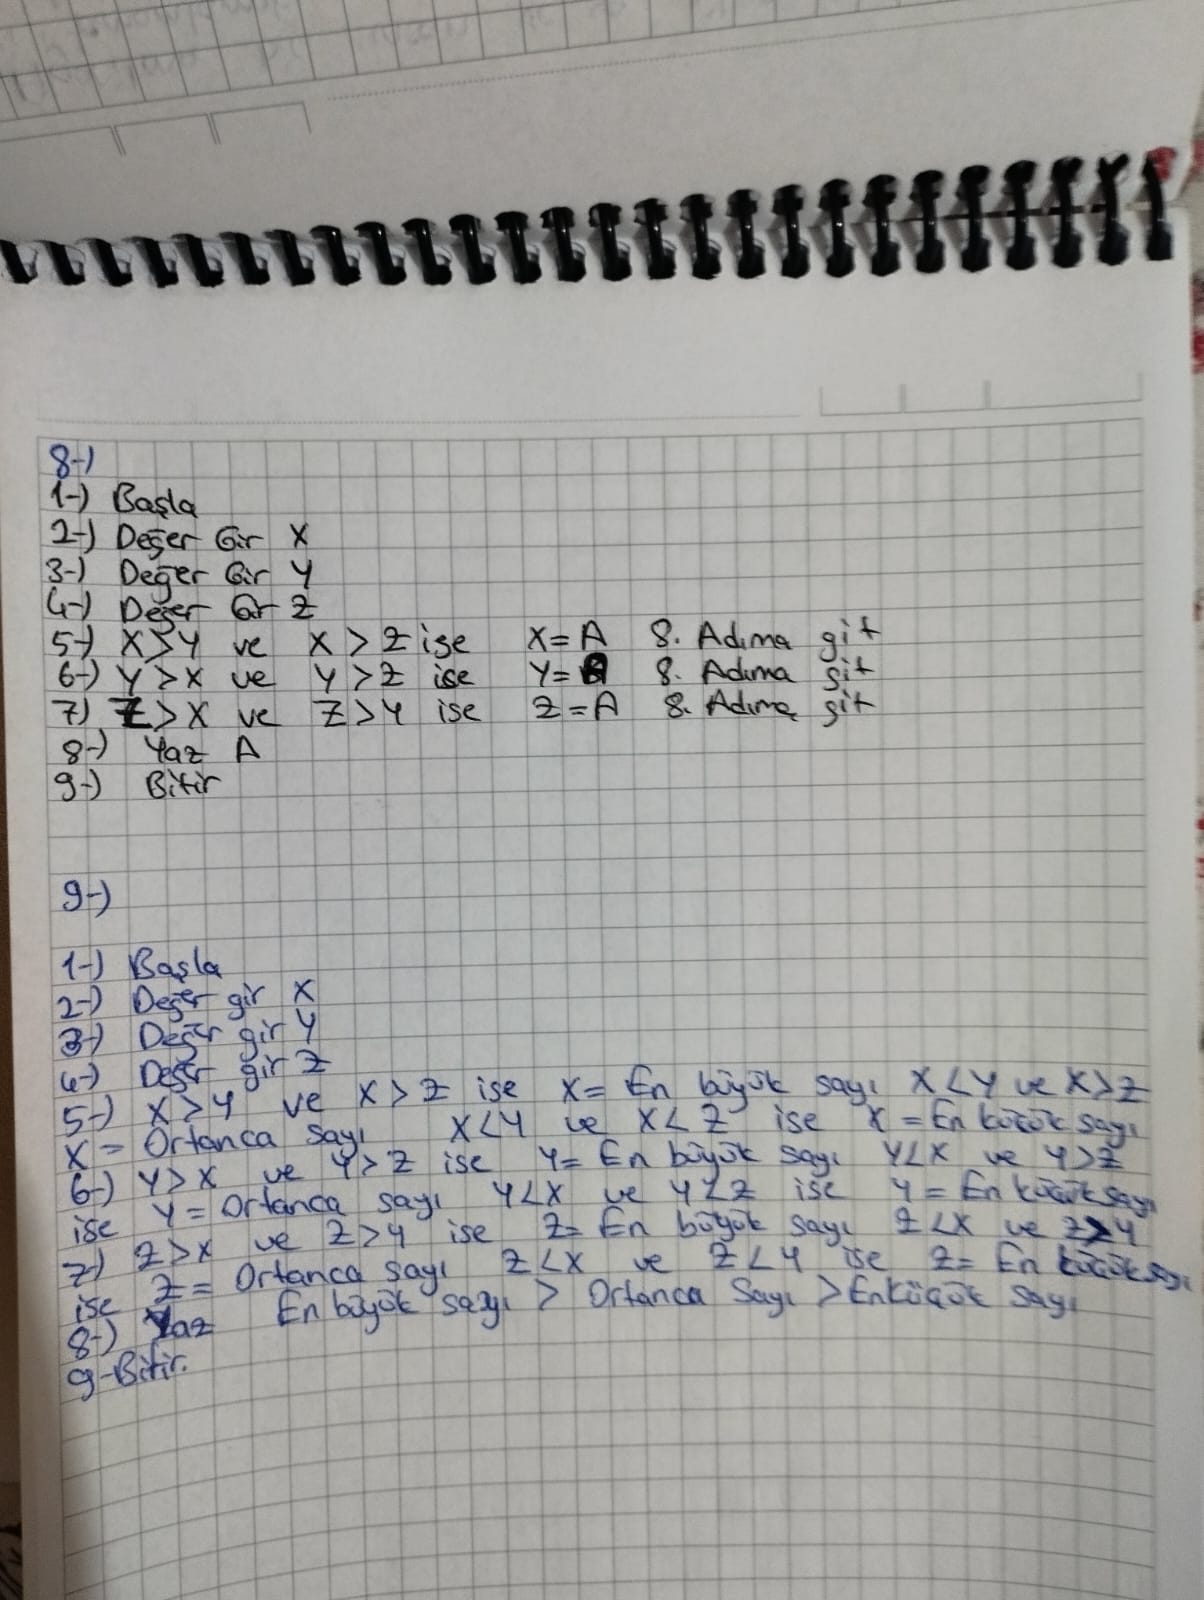 8-)
1-) Başla
2-) Değer Gir X
3-) Değer Gir Y
4-) Değer Gir Z
5-) X>Y ve X > Z ise X= A 8. Adıma git
6-) Y>X ve Y>Z ise Y= 8. Adıma git
7) Z>X ve Z>Y ise Z=A 8. Adıma git
8-) Yaz A
9-) Bitir
9-)
1-) Başla
2-) Değer gir X
3-) Değer gir Y
4-) Değer gir Z
5-) X>Y ve X>Z ise X= En büyük sayı X<Y ve X>Z
X= Ortanca sayı X<Y ve X<Z ise X = En küçük sayı
6-) Y>X ve Y>Z ise Y= En büyük sayı Y<X ve Y>Z
ise Y= Ortanca sayı Y<X ve Y<Z ise Y= En küçük sayı
7) Z>X ve Z>Y ise Z= En büyük sayı Z<X ve Z>Y
ise Z= Ortanca sayı Z<X ve Z<Y ise Z= En küçük sayı
8-) Yaz En büyük sayı > Ortanca Sayı >En küçük sayı
9-Bitir.